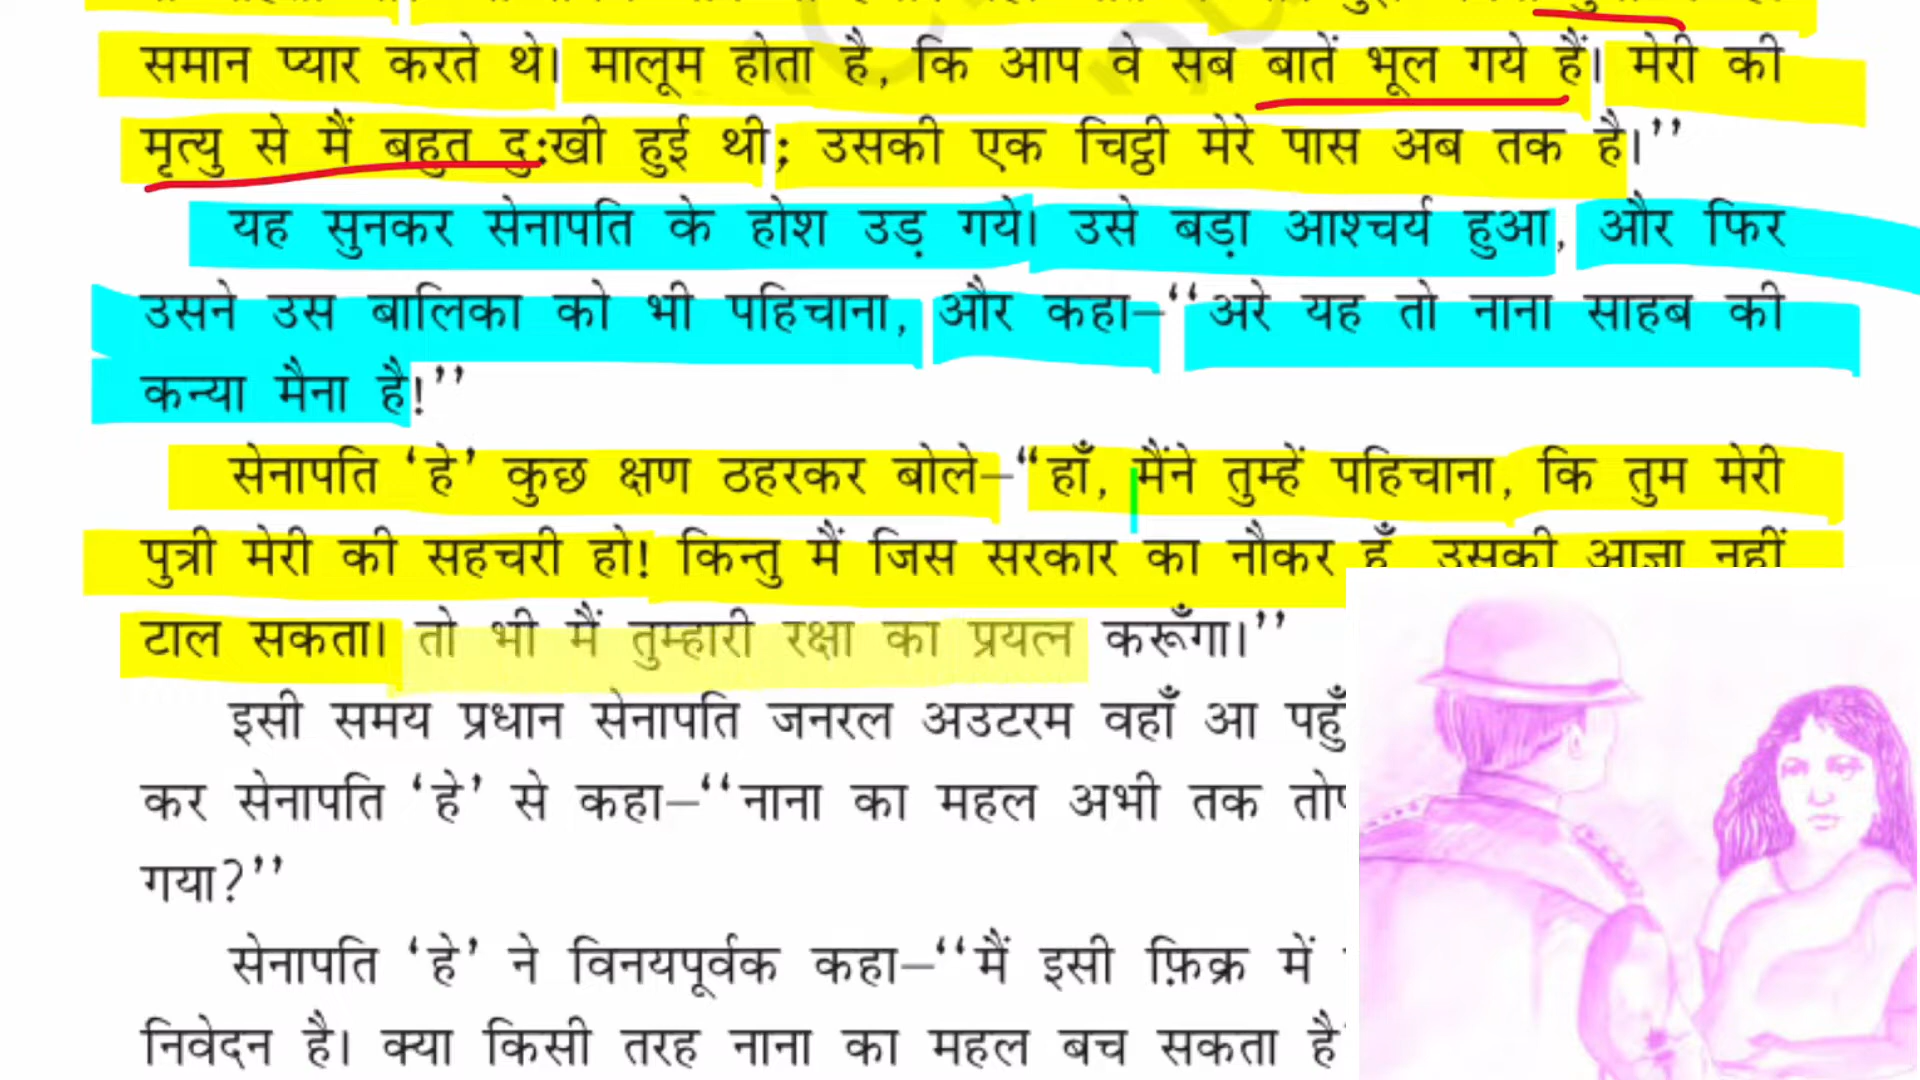 समान प्यार करते थे। मालूम होता है, कि आप वे सब बातें भूल गये हैं। मेरी की
मृत्यु से मैं बहुत दुःखी हुई थी; उसकी एक चिट्ठी मेरे पास अब तक है।’’
यह सुनकर सेनापति के होश उड़ गये। उसे बड़ा आश्चर्य हुआ, और फिर
उसने उस बालिका को भी पहिचाना, और कहा–‘‘अरे यह तो नाना साहब की
कन्या मैना है!’’
सेनापति ‘हे’ कुछ क्षण ठहरकर बोले–“हाँ, मैंने तुम्हें पहिचाना, कि तुम मेरी
पुत्री मेरी की सहचरी हो! किन्तु मैं जिस सरकार का नौकर हूँ उसकी आज्ञा नहीं
टाल सकता। तो भी मैं तुम्हारी रक्षा का प्रयत्न करूँगा।’’
इसी समय प्रधान सेनापति जनरल अउटरम वहाँ आ
कर सेनापति ‘हे’ से कहा–‘‘नाना का महल अभी तक
गया?’’
सेनापति ‘हे’ ने विनयपूर्वक कहा–‘‘मैं इसी फ़िक्र में
निवेदन है। क्या किसी तरह नाना का महल बच सकता है